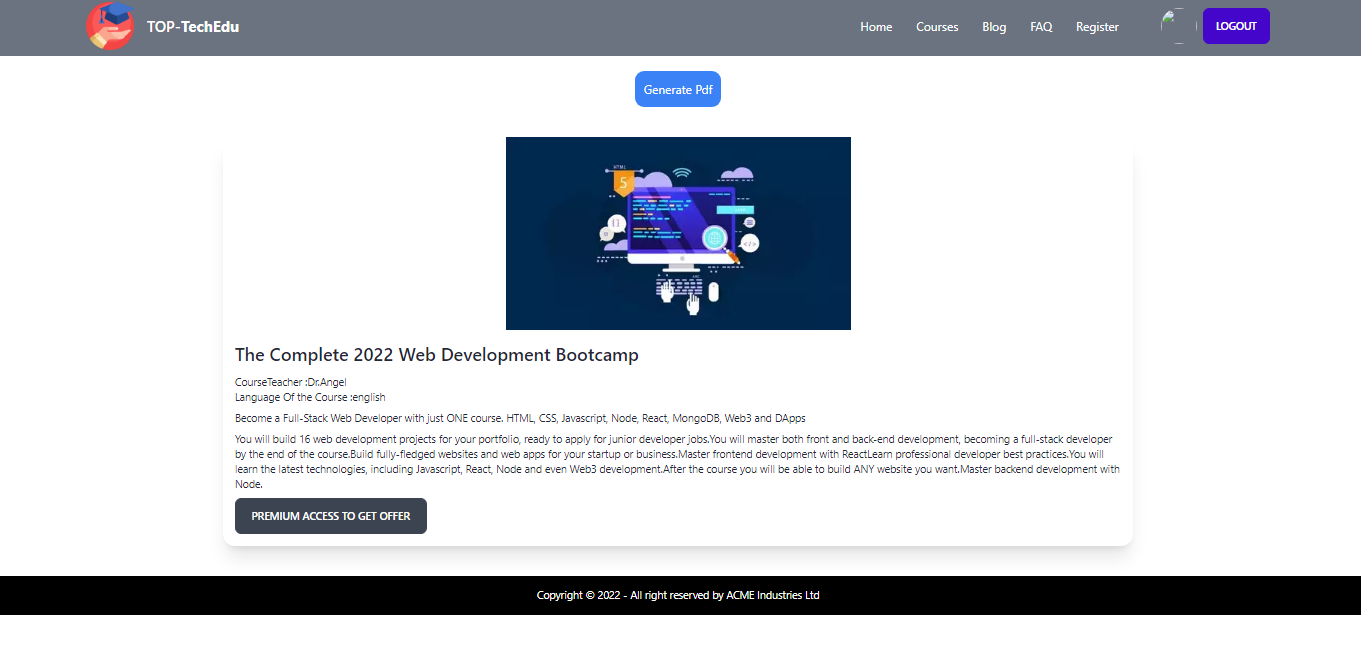 TOP-TechEdu
Home Courses Blog FAQ Register LOGOUT
Generate Pdf
HTML
5
The Complete 2022 Web Development Bootcamp
CourseTeacher :Dr.Angel
Language Of the Course :english
Become a Full-Stack Web Developer with just ONE course. HTML, CSS, Javascript, Node, React, MongoDB, Web3 and DApps
You will build 16 web development projects for your portfolio, ready to apply for junior developer jobs.You will master both front and back-end development, becoming a full-stack developer
by the end of the course.Build fully-fledged websites and web apps for your startup or business.Master frontend development with ReactLearn professional developer best practices.You will
learn the latest technologies, including Javascript, React, Node and even Web3 development.After the course you will be able to build ANY website you want.Master backend development with
Node.
PREMIUM ACCESS TO GET OFFER
Copyright © 2022 - All right reserved by ACME Industries Ltd